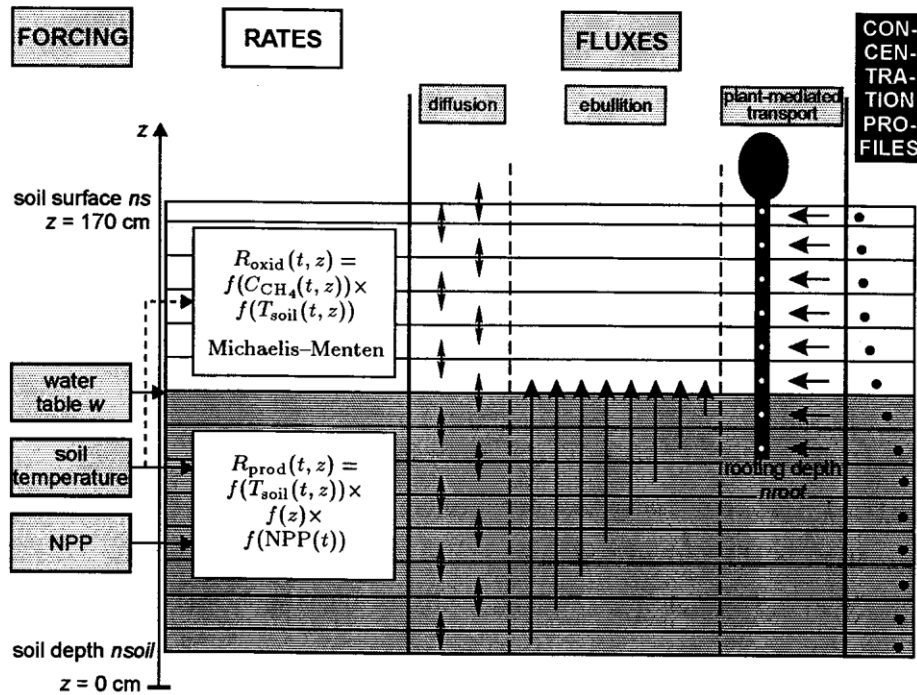 FORCING
RATES
FLUXES
CON-
CEN-
TRA-
TION
PRO-
FILES
diffusion
ebullition
plant-mediated
transport
z
soil surface ns
z = 170 cm
R_oxid(t, z) =
f(C_CH₄(t, z))×
f(T_soil(t, z))
Michaelis–Menten
water
table w
soil
temperature
NPP
R_prod(t, z) =
f(T_soil(t, z))×
f(z)×
f(NPP(t))
rooting depth
nroot
soil depth nsoil
z = 0 cm